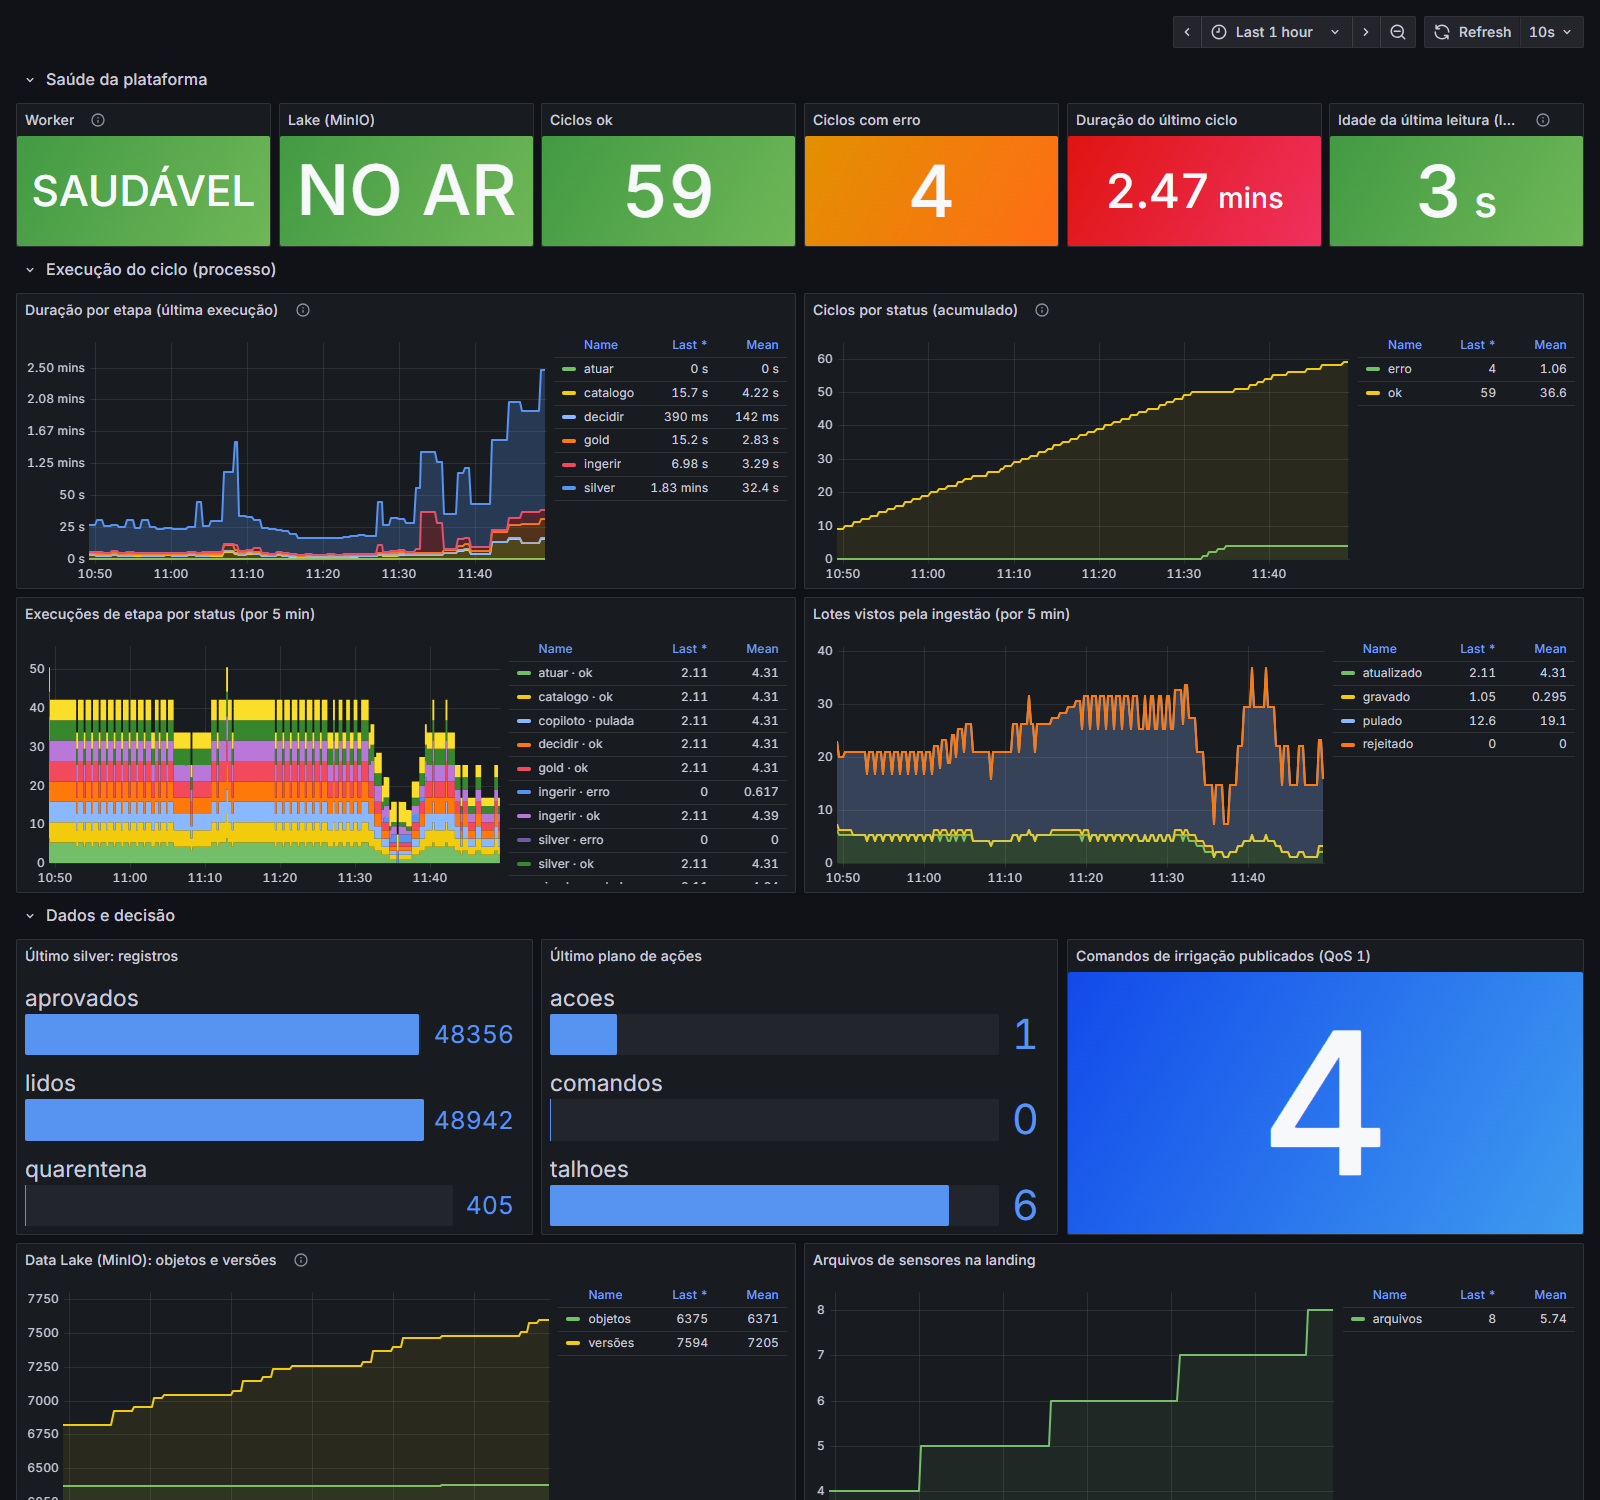 Last 1 hour Refresh 10s
Saúde da plataforma
Worker Lake (MinIO) Ciclos ok Ciclos com erro Duração do último ciclo Idade da última leitura (l...
SAUDÁVEL NO AR 59 4 2.47 mins 3 s
Execução do ciclo (processo)
Duração por etapa (última execução)
2.50 mins
2.08 mins
1.67 mins
1.25 mins
50 s
25 s
0 s
10:50 11:00 11:10 11:20 11:30 11:40
Name Last * Mean
atuar 0 s 0 s
catalogo 15.7 s 4.22 s
decidir 390 ms 142 ms
gold 15.2 s 2.83 s
ingerir 6.98 s 3.29 s
silver 1.83 mins 32.4 s
Ciclos por status (acumulado)
60
50
40
30
20
10
0
10:50 11:00 11:10 11:20 11:30 11:40
Name Last * Mean
erro 4 1.06
ok 59 36.6
Execuções de etapa por status (por 5 min)
50
40
30
20
10
0
10:50 11:00 11:10 11:20 11:30 11:40
Name Last * Mean
atuar · ok 2.11 4.31
catalogo · ok 2.11 4.31
copiloto · pulada 2.11 4.31
decidir · ok 2.11 4.31
gold · ok 2.11 4.31
ingerir · erro 0 0.617
ingerir · ok 2.11 4.39
silver · erro 0 0
silver · ok 2.11 4.31
Lotes vistos pela ingestão (por 5 min)
40
30
20
10
0
10:50 11:00 11:10 11:20 11:30 11:40
Name Last * Mean
atualizado 2.11 4.31
gravado 1.05 0.295
pulado 12.6 19.1
rejeitado 0 0
Dados e decisão
Último silver: registros
aprovados
48356
lidos
48942
quarentena
405
Último plano de ações
acoes
1
comandos
0
talhoes
6
Comandos de irrigação publicados (QoS 1)
4
Data Lake (MinIO): objetos e versões
7750
7500
7250
7000
6750
6500
Name Last * Mean
objetos 6375 6371
versões 7594 7205
Arquivos de sensores na landing
8
7
6
5
4
Name Last * Mean
arquivos 8 5.74